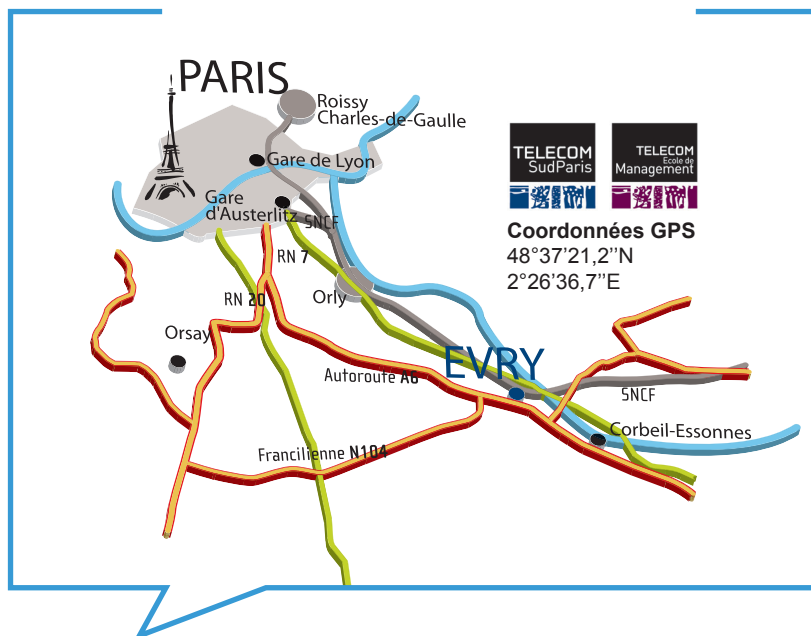 PARIS
Roissy
Charles-de-Gaulle
Gare de Lyon
Gare
d'Austerlitz
SNCF
RN 7
RN 20
Orly
Orsay
EVRY
Autoroute A6
SNCF
Corbeil-Essonnes
Francilienne N104
TELECOM
SudParis
TELECOM
Ecole de
Management
Coordonnées GPS
48°37'21,2’’N
2°26'36,7’’E